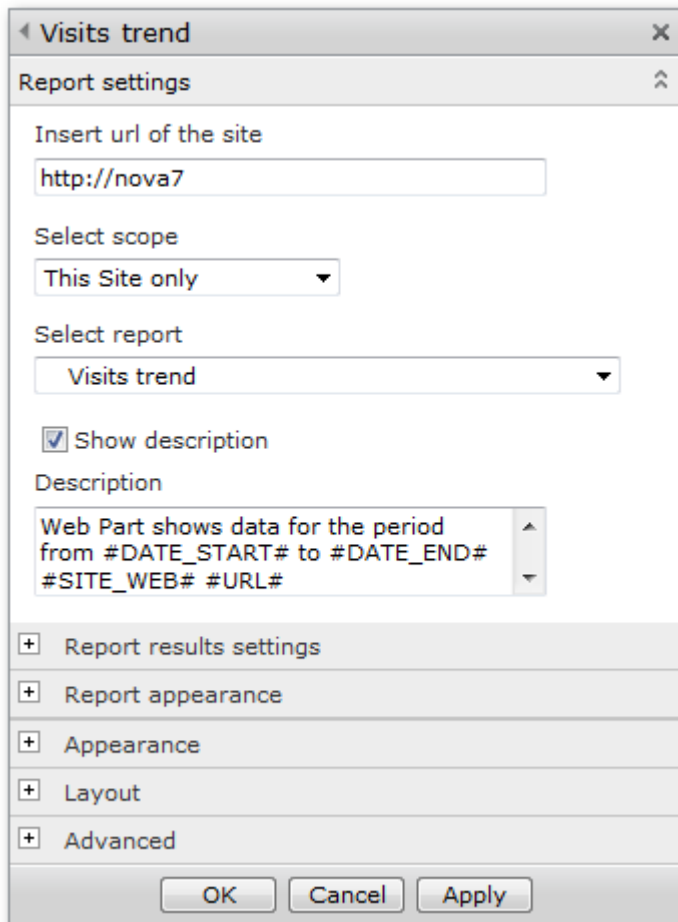 Visits trend
Report settings
Insert url of the site
http://nova7
Select scope
This Site only
Select report
Visits trend
Show description
Description
Web Part shows data for the period
from #DATE_START# to #DATE_END#
#SITE_WEB# #URL#
Report results settings
Report appearance
Appearance
Layout
Advanced
OK Cancel Apply